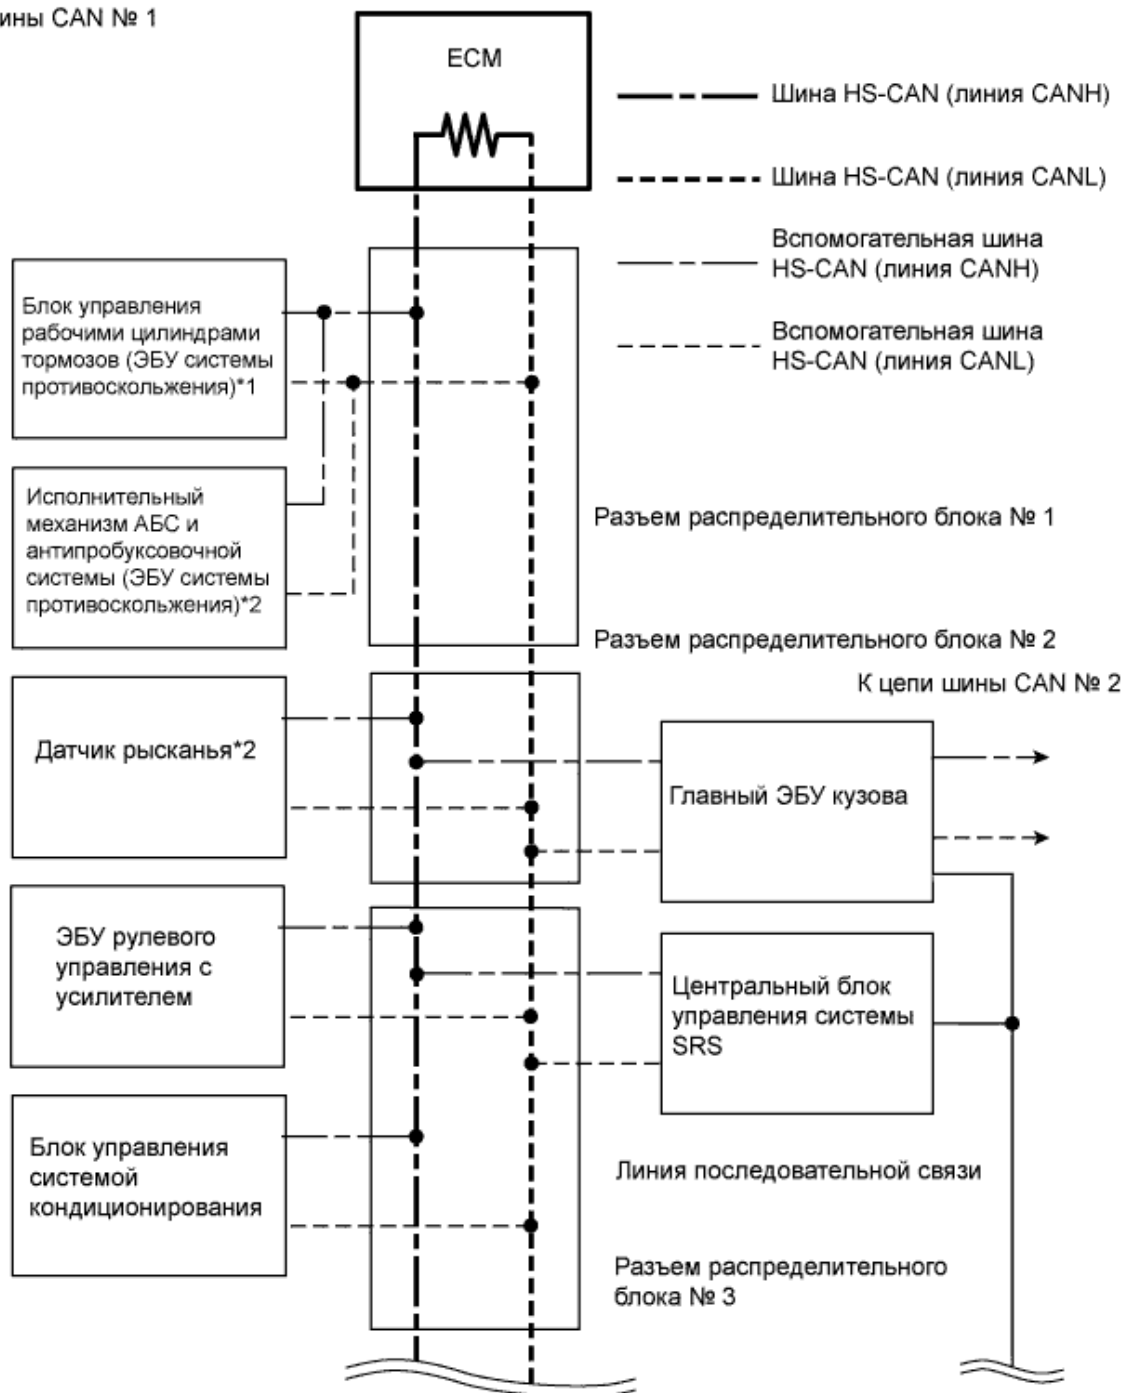 ины CAN № 1
ECM
Шина HS-CAN (линия CANH)
Шина HS-CAN (линия CANL)
Вспомогательная шина
HS-CAN (линия CANH)
Вспомогательная шина
HS-CAN (линия CANL)
Блок управления
рабочими цилиндрами
тормозов (ЭБУ системы
противоскольжения)*1
Исполнительный
механизм АБС и
антипробуксовочной
системы (ЭБУ системы
противоскольжения)*2
Разъем распределительного блока № 1
Разъем распределительного блока № 2
К цепи шины CAN № 2
Датчик рысканья*2
Главный ЭБУ кузова
ЭБУ рулевого
управления с
усилителем
Центральный блок
управления системы
SRS
Блок управления
системой
кондиционирования
Линия последовательной связи
Разъем распределительного
блока № 3